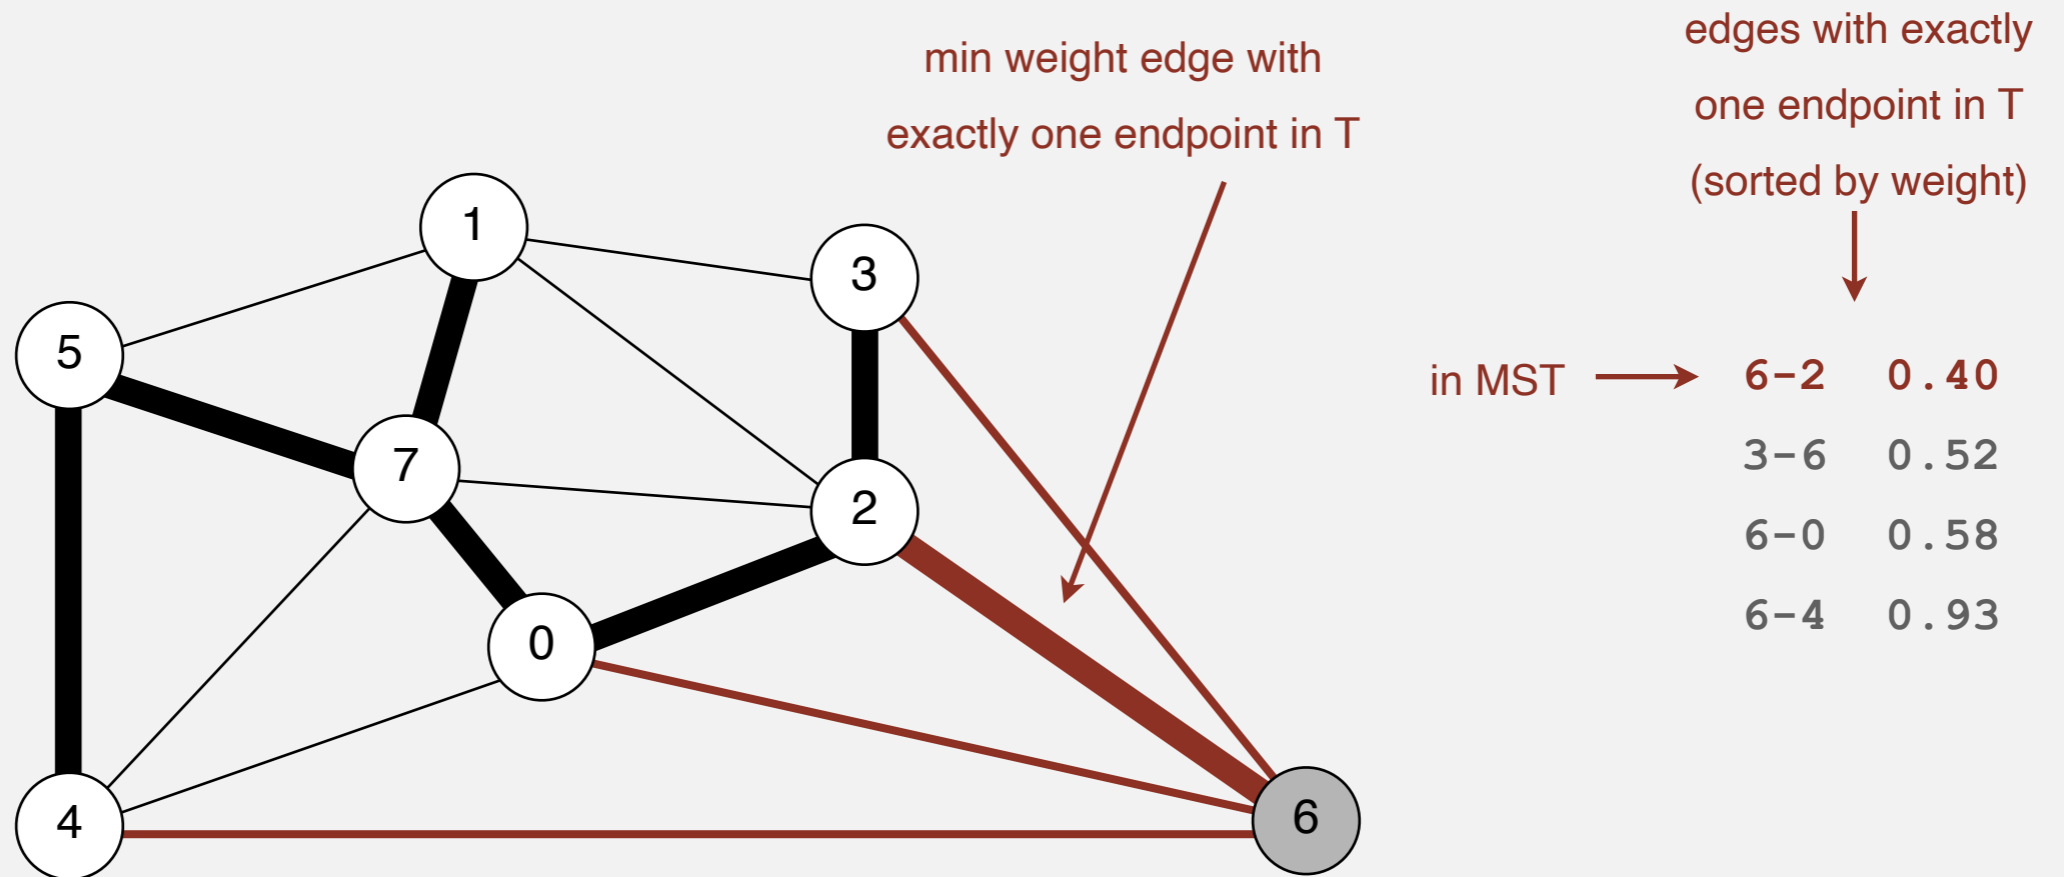 min weight edge with
exactly one endpoint in T
edges with exactly
one endpoint in T
(sorted by weight)
1
3
5
7
2
0
4
6
in MST
6-2 0.40
3-6 0.52
6-0 0.58
6-4 0.93